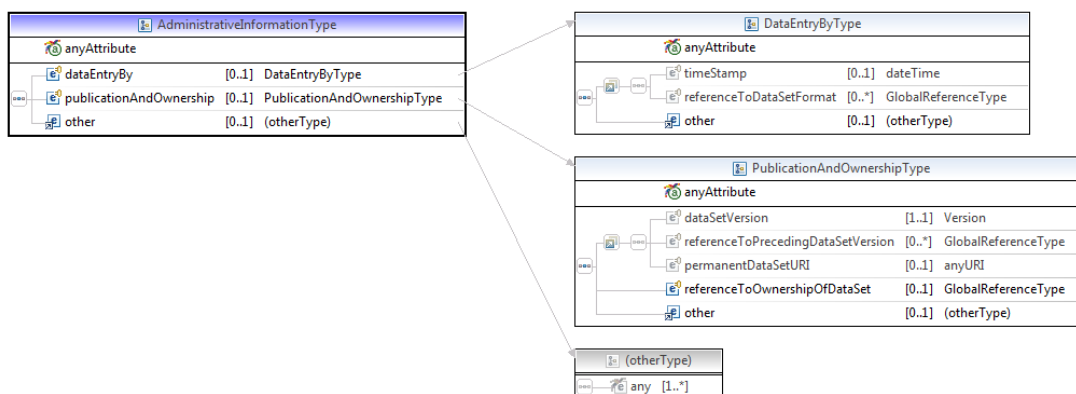 AdministrativeInformationType
anyAttribute
dataEntryBy [0..1] DataEntryByType
publicationAndOwnership [0..1] PublicationAndOwnershipType
other [0..1] (otherType)
DataEntryByType
anyAttribute
timeStamp [0..1] dateTime
referenceToDataSetFormat [0..*] GlobalReferenceType
other [0..1] (otherType)
PublicationAndOwnershipType
anyAttribute
dataSetVersion [1..1] Version
referenceToPrecedingDataSetVersion [0..*] GlobalReferenceType
permanentDataSetURI [0..1] anyURI
referenceToOwnershipOfDataSet [0..1] GlobalReferenceType
other [0..1] (otherType)
(otherType)
any [1..*]